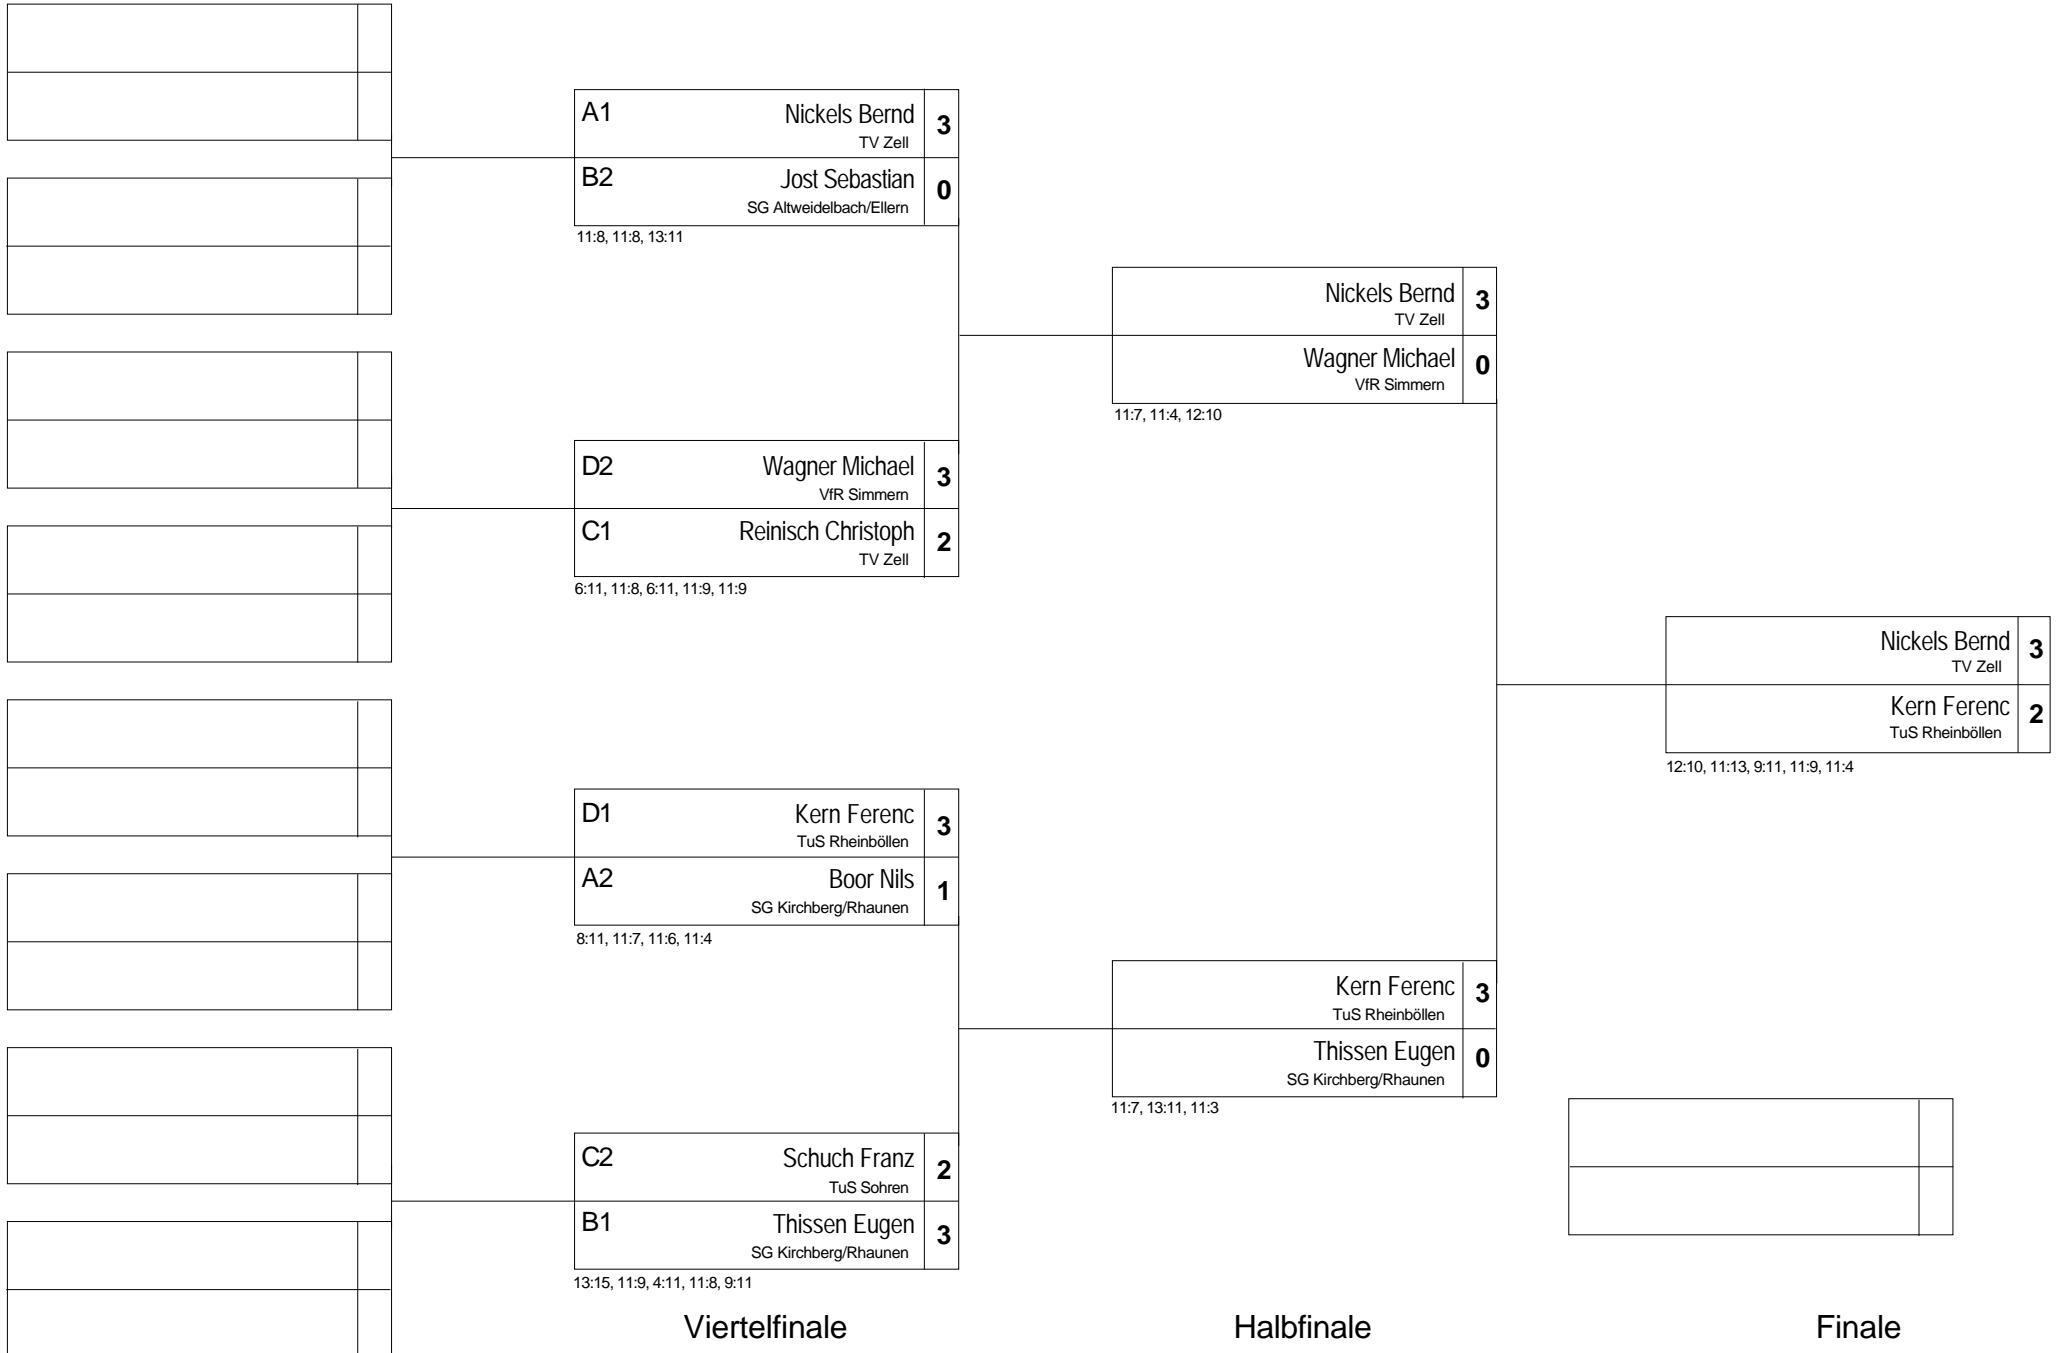 A1 Nickels Bernd 3
TV Zell
B2 Jost Sebastian 0
SG Altweidelbach/Ellern
11:8, 11:8, 13:11
D2 Wagner Michael 3
VfR Simmern
C1 Reinisch Christoph 2
TV Zell
6:11, 11:8, 6:11, 11:9, 11:9
D1 Kern Ferenc 3
TuS Rheinböllen
A2 Boor Nils 1
SG Kirchberg/Rhaunen
8:11, 11:7, 11:6, 11:4
C2 Schuch Franz 2
TuS Sohren
B1 Thissen Eugen 3
SG Kirchberg/Rhaunen
13:15, 11:9, 4:11, 11:8, 9:11
Viertelfinale
Nickels Bernd 3
TV Zell
Wagner Michael 0
VfR Simmern
11:7, 11:4, 12:10
Kern Ferenc 3
TuS Rheinböllen
Thissen Eugen 0
SG Kirchberg/Rhaunen
11:7, 13:11, 11:3
Halbfinale
Nickels Bernd 3
TV Zell
Kern Ferenc 2
TuS Rheinböllen
12:10, 11:13, 9:11, 11:9, 11:4
Finale